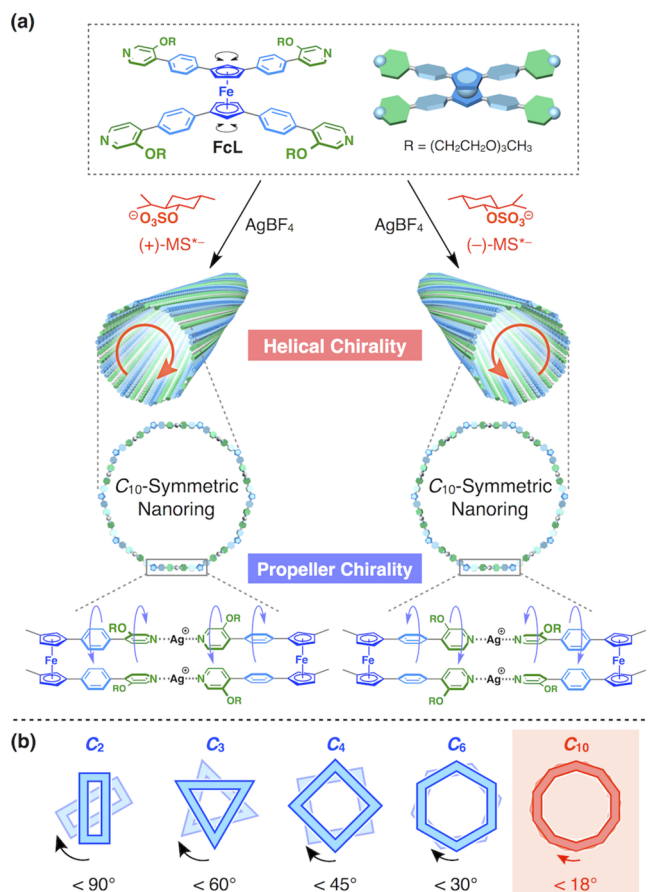 (a)
OR OR
N N
Fe
N N
OR FcL RO
R = (CH₂CH₂O)₃CH₃
⊖O₃SO OSO₃⊖
(+)-MS*⁻ AgBF₄ AgBF₄ (–)-MS*⁻
Helical Chirality
C₁₀-Symmetric
Nanoring
C₁₀-Symmetric
Nanoring
Propeller Chirality
RO N Ag⊕ N OR
Fe Fe
RO N Ag⊕ N OR
RO N Ag⊕ N OR
Fe Fe
RO N Ag⊕ N OR
(b)
C₂ C₃ C₄ C₆ C₁₀
< 90° < 60° < 45° < 30° < 18°